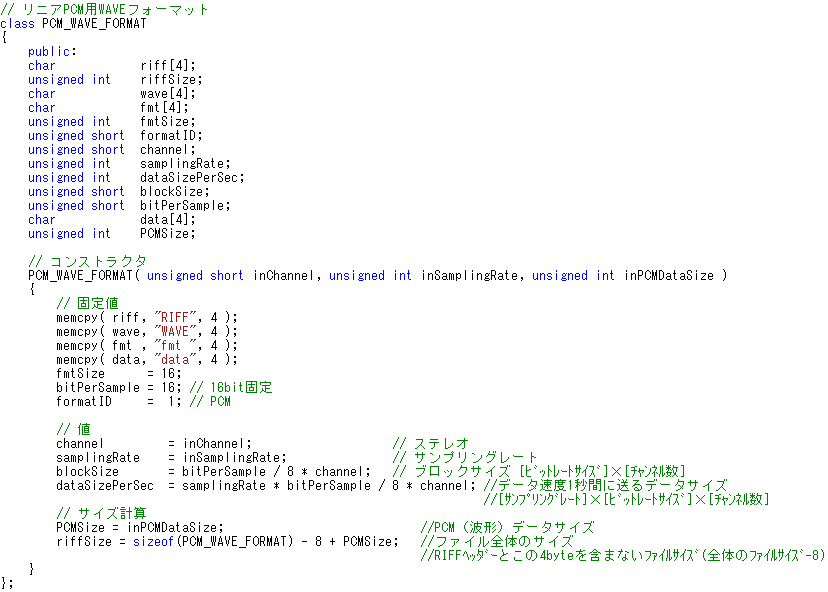 // リニアPCM用WAVEフォーマット
class PCM_WAVE_FORMAT
{
    public:
    char            riff[4];
    unsigned int    riffSize;
    char            wave[4];
    char            fmt[4];
    unsigned int    fmtSize;
    unsigned short  formatID;
    unsigned short  channel;
    unsigned int    samplingRate;
    unsigned int    dataSizePerSec;
    unsigned short  blockSize;
    unsigned short  bitPerSample;
    char            data[4];
    unsigned int    PCMSize;

    // コンストラクタ
    PCM_WAVE_FORMAT( unsigned short inChannel, unsigned int inSamplingRate, unsigned int inPCMDataSize )
    {
        // 固定値
        memcpy( riff, "RIFF", 4 );
        memcpy( wave, "WAVE", 4 );
        memcpy( fmt , "fmt ", 4 );
        memcpy( data, "data", 4 );
        fmtSize      = 16;
        bitPerSample = 16; // 16bit固定
        formatID     =  1; // PCM

        // 値
        channel         = inChannel;                    // ステレオ
        samplingRate    = inSamplingRate;               // サンプリングレート
        blockSize       = bitPerSample / 8 * channel;   // ブロックサイズ [ﾋﾞｯﾄﾚｰﾄｻｲｽﾞ]×[ﾁｬﾝﾈﾙ数]
        dataSizePerSec  = samplingRate * bitPerSample / 8 * channel; //データ速度1秒間に送るデータサイズ
                                                                     //[ｻﾝﾌﾟﾘﾝｸﾞﾚｰﾄ]×[ﾋﾞｯﾄﾚｰﾄｻｲｽﾞ]×[ﾁｬﾝﾈﾙ数]

        // サイズ計算
        PCMSize = inPCMDataSize;                            //PCM（波形）データサイズ
        riffSize = sizeof(PCM_WAVE_FORMAT) - 8 + PCMSize;   //ファイル全体のサイズ
                                                            //RIFFﾍｯﾀﾞｰとこの4byteを含まないﾌｧｲﾙｻｲｽﾞ(全体のﾌｧｲﾙｻｲｽﾞ-8)
    }
};